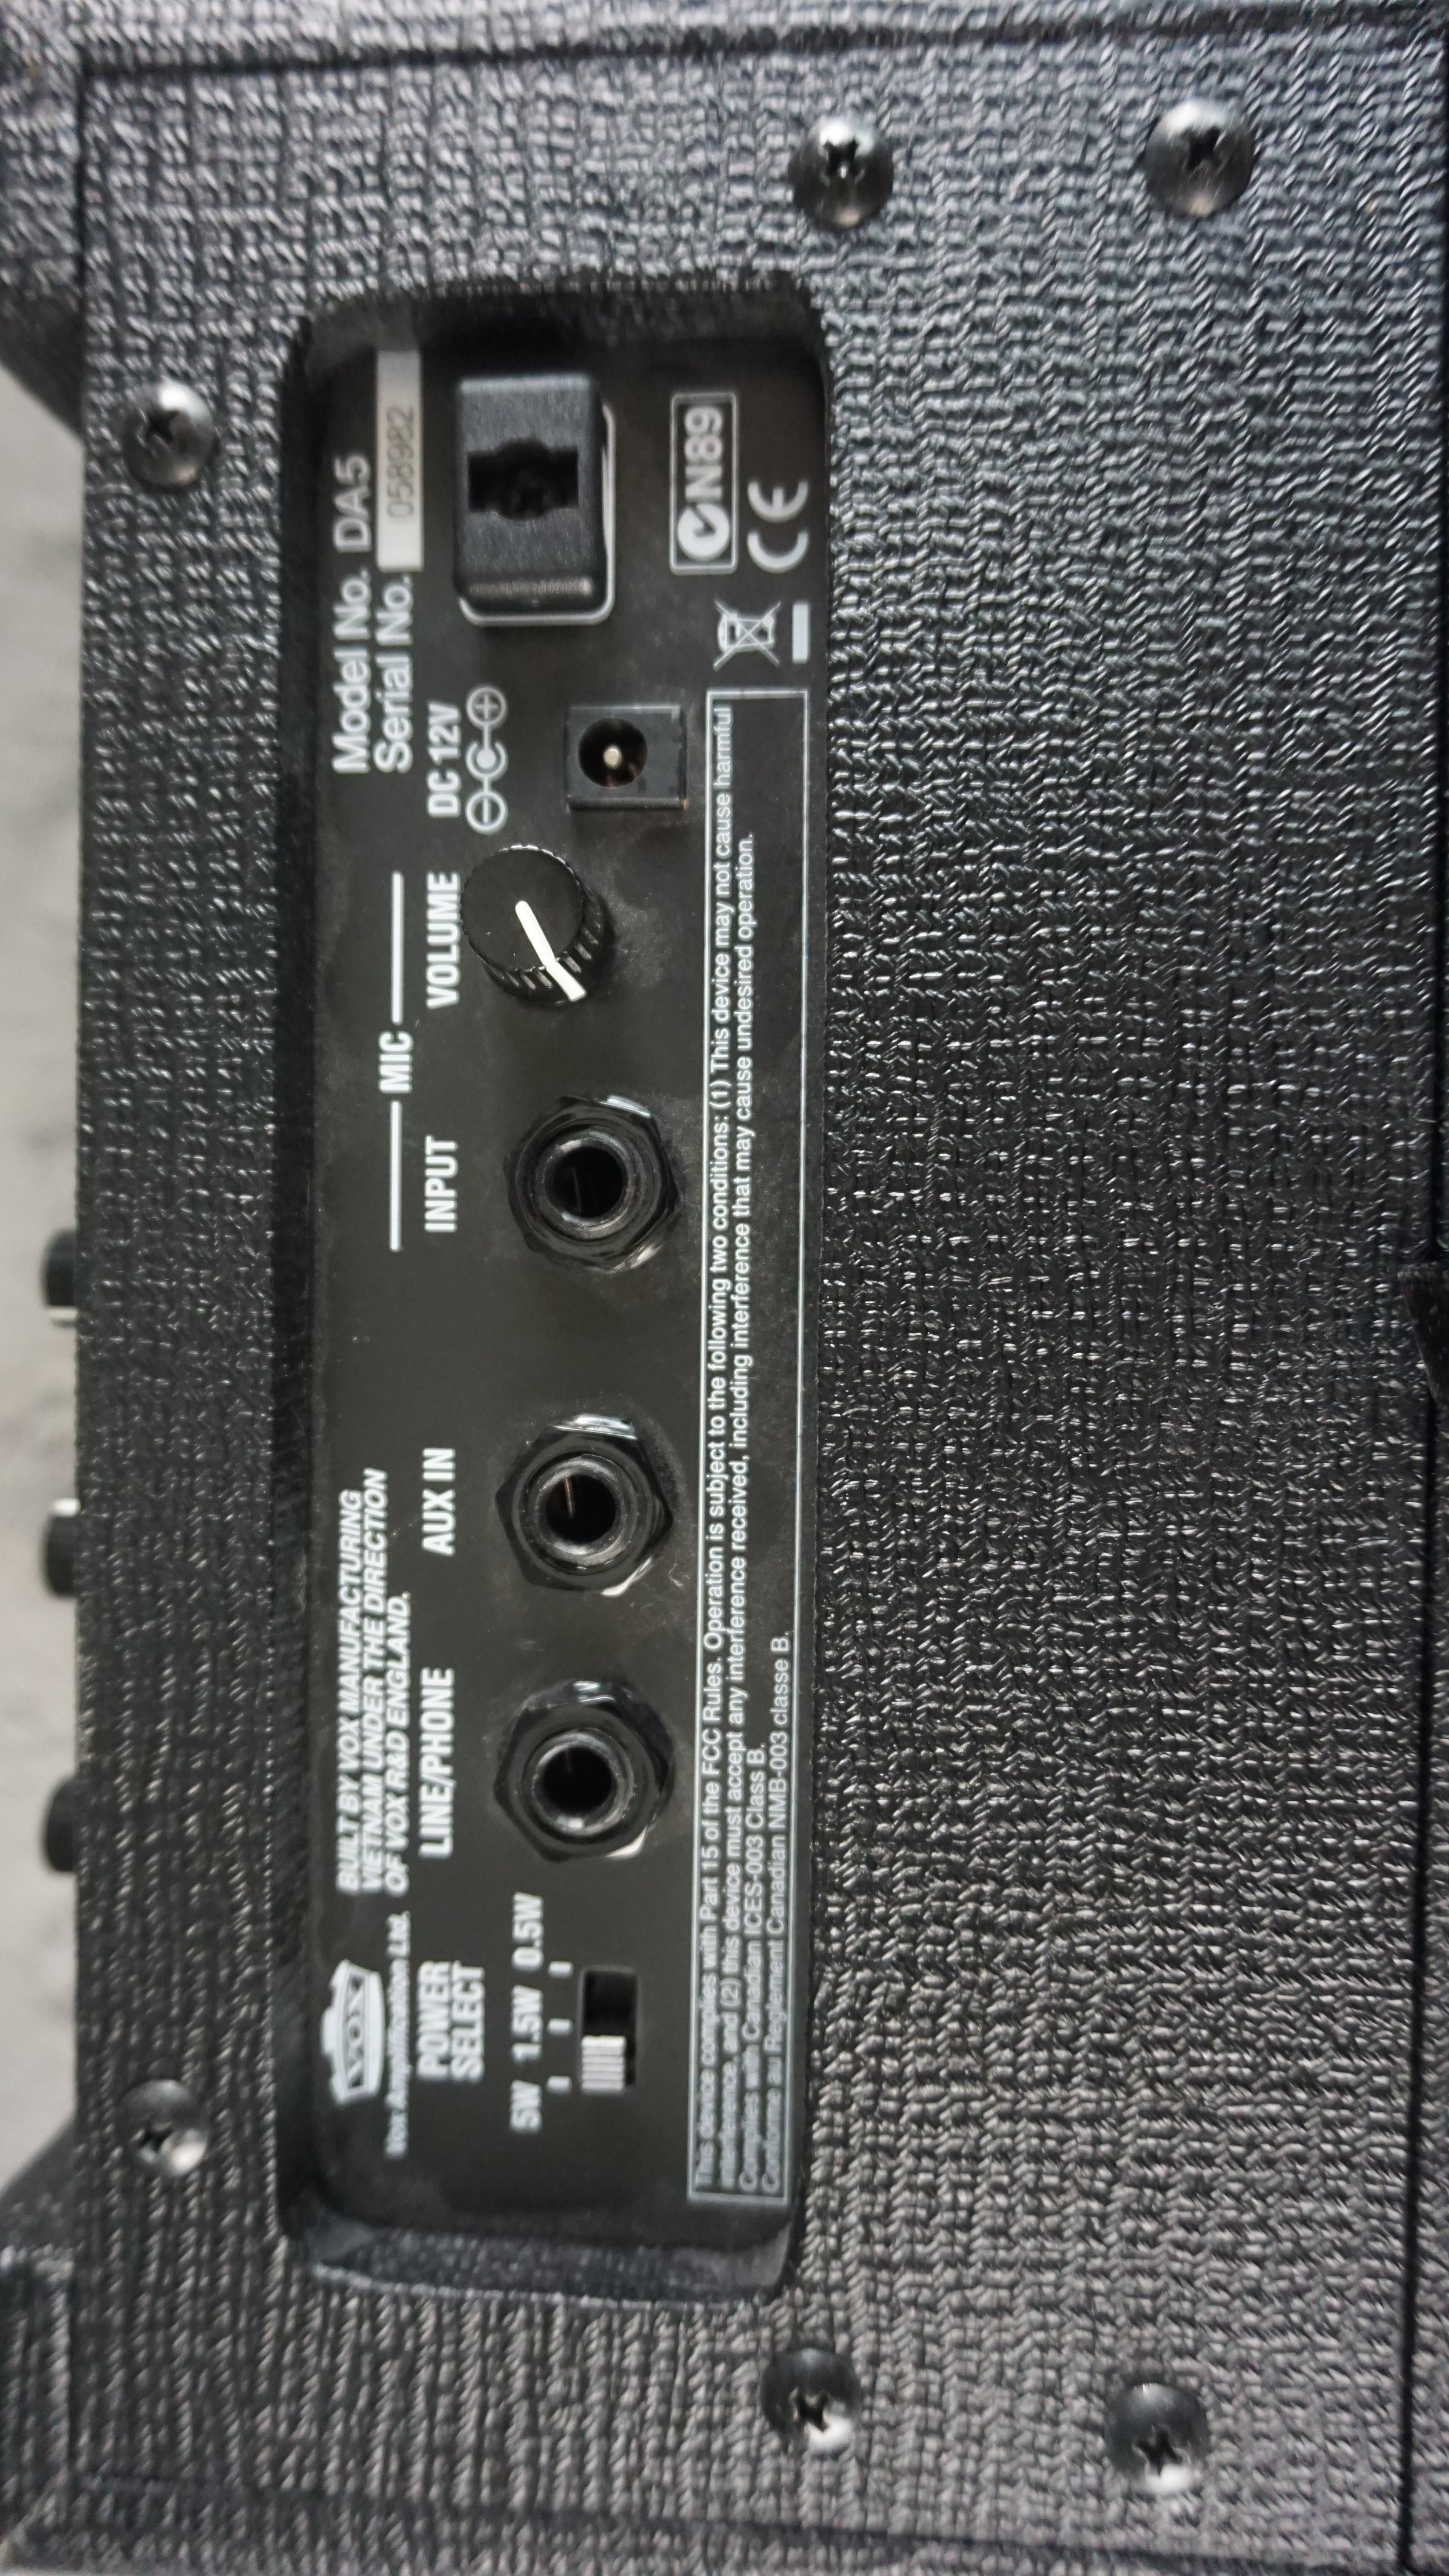 VOX
Vox Amplification Ltd.
BUILT BY VOX MANUFACTURING
VIETNAM UNDER THE DIRECTION
OF VOX R&D ENGLAND.
Model No. DA5
Serial No. 058982
MIC
POWER
SELECT
LINE/PHONE
AUX IN
INPUT
VOLUME
DC 12V
5W 1.5W 0.5W
N89
CE
This device complies with Part 15 of the FCC Rules. Operation is subject to the following two conditions: (1) This device may not cause harmful
interference, and (2) this device must accept any interference received, including interference that may cause undesired operation.
Complies with Canadian ICES-003 Class B.
Conforme au Reglement Canadian NMB-003 classe B.